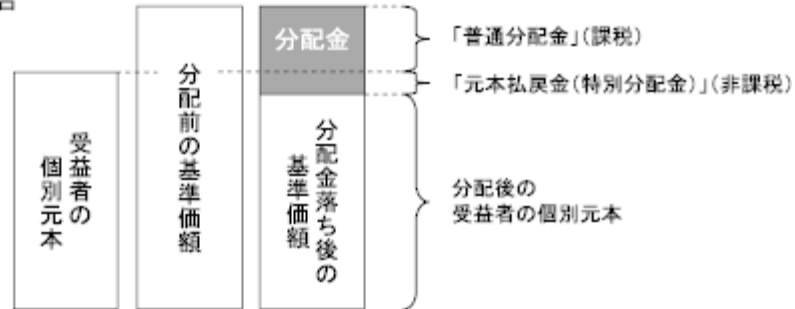 受益者の
個別元本
分配前の基準価額
分配金
分配金落ち後の
基準価額
「普通分配金」(課税)
「元本払戻金(特別分配金)」(非課税)
分配後の
受益者の個別元本